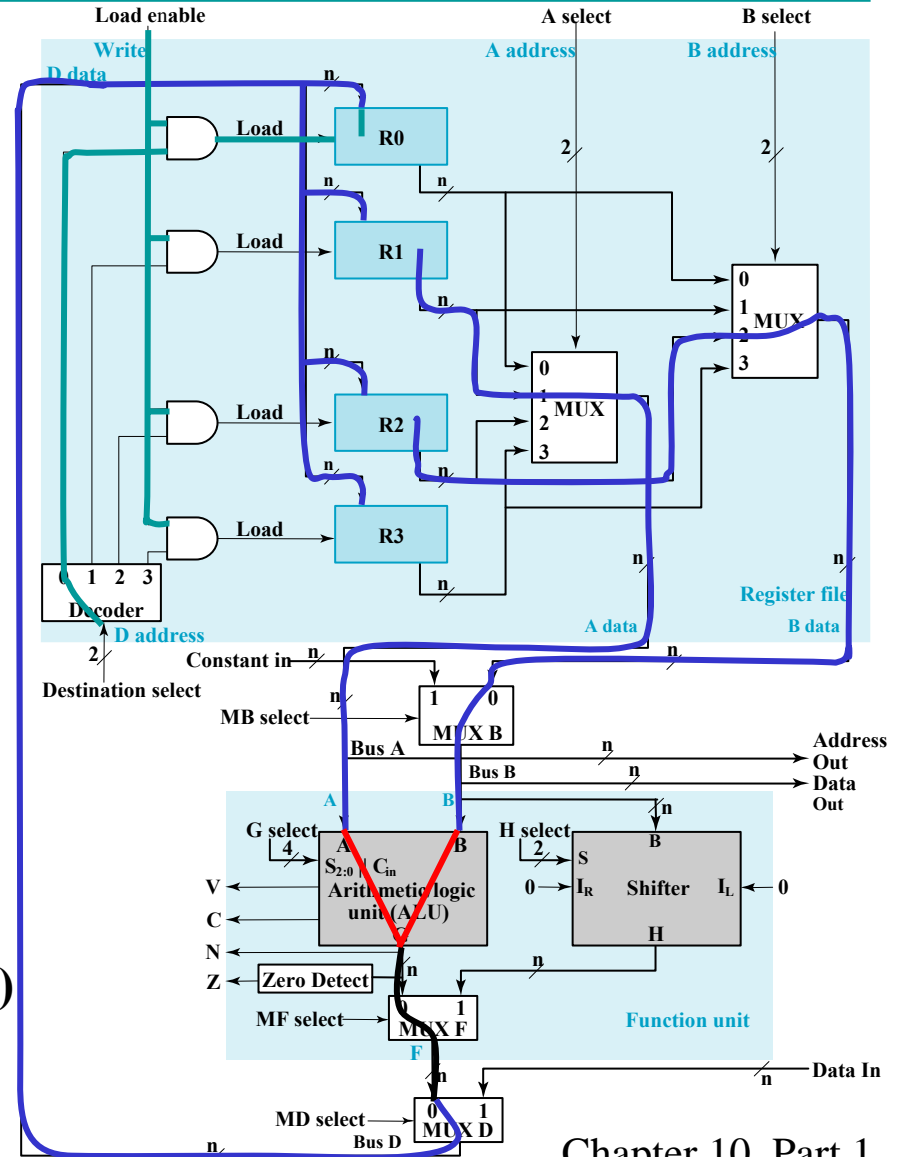 Load enable
A select
B select
Write
A address
B address
D data
n
2
2
Load
R0
n
n
Load
R1
0
1
MUX
2
3
n
n
0
1
MUX
2
3
Load
R2
n
n
Load
R3
n
n
n
0 1 2 3
Decoder
Register file
D address
A data
B data
2
Constant in
n
n
Destination select
n
1 0
MB select
MUX B
Address
Out
Bus A
n
Bus B
n
Data
Out
A
B
n
G select
4
H select
2
A
B
B
S2:0 || Cin
S
V
Arithmetic/logic
unit (ALU)
0
IR
Shifter
IL
0
C
G
H
N
n
n
Z
Zero Detect
)
0 1
MF select
MUX F
Function unit
F
n
n
Data In
0 1
MD select
MUX D
Bus D
n
Chapter 10 Part 1